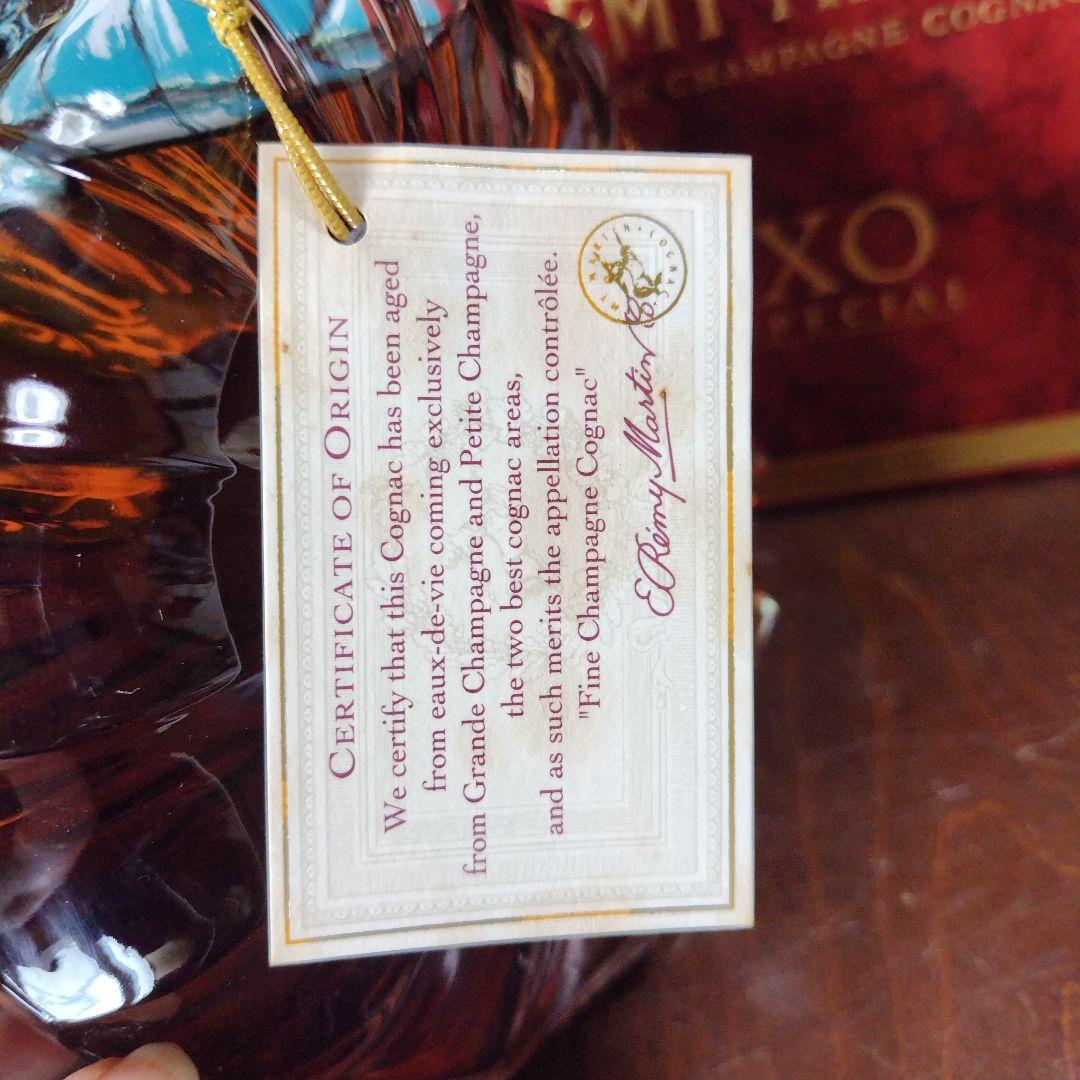 CERTIFICATE OF ORIGIN
We certify that this Cognac has been aged
from eaux-de-vie coming exclusively
from Grande Champagne and Petite Champagne,
the two best cognac areas,
and as such merits the appellation contrôlée.
"Fine Champagne Cognac"
E. Rémy Martin & C
CHAMPAGNE COGNAC
XO